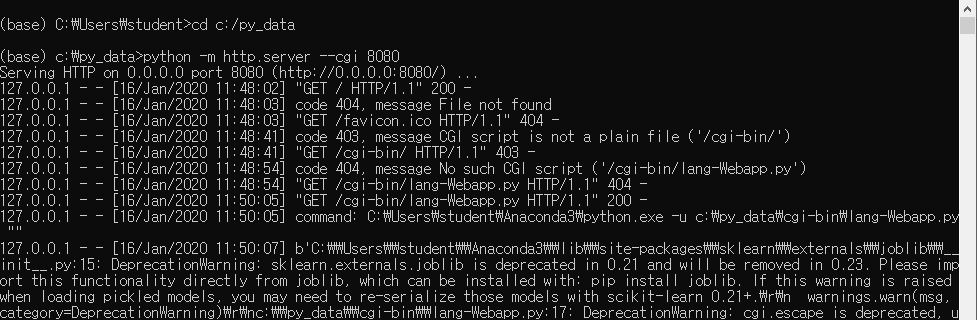 (base) C:₩Users₩student>cd c:/py_data
(base) c:₩py_data>python -m http.server --cgi 8080
Serving HTTP on 0.0.0.0 port 8080 (http://0.0.0.0:8080/) ...
127.0.0.1 - - [16/Jan/2020 11:48:02] "GET / HTTP/1.1" 200 -
127.0.0.1 - - [16/Jan/2020 11:48:03] code 404, message File not found
127.0.0.1 - - [16/Jan/2020 11:48:03] "GET /favicon.ico HTTP/1.1" 404 -
127.0.0.1 - - [16/Jan/2020 11:48:41] code 403, message CGI script is not a plain file ('/cgi-bin/')
127.0.0.1 - - [16/Jan/2020 11:48:41] "GET /cgi-bin/ HTTP/1.1" 403 -
127.0.0.1 - - [16/Jan/2020 11:48:54] code 404, message No such CGI script ('/cgi-bin/lang-Webapp.py')
127.0.0.1 - - [16/Jan/2020 11:48:54] "GET /cgi-bin/lang-Webapp.py HTTP/1.1" 404 -
127.0.0.1 - - [16/Jan/2020 11:50:05] "GET /cgi-bin/lang-Webapp.py HTTP/1.1" 200 -
127.0.0.1 - - [16/Jan/2020 11:50:05] command: C:₩Users₩student₩Anaconda3₩python.exe -u c:₩py_data₩cgi-bin₩lang-Webapp.py
""
127.0.0.1 - - [16/Jan/2020 11:50:07] b'C:₩₩Users₩₩student₩₩Anaconda3₩₩lib₩₩site-packages₩₩sklearn₩₩externals₩₩joblib₩₩__
init__.py:15: DeprecationWarning: sklearn.externals.joblib is deprecated in 0.21 and will be removed in 0.23. Please imp
ort this functionality directly from joblib, which can be installed with: pip install joblib. If this warning is raised
when loading pickled models, you may need to re-serialize those models with scikit-learn 0.21+.₩r₩n  warnings.warn(msg,
category=DeprecationWarning)₩r₩nc:₩₩py_data₩₩cgi-bin₩₩lang-Webapp.py:17: DeprecationWarning: cgi.escape is deprecated, u